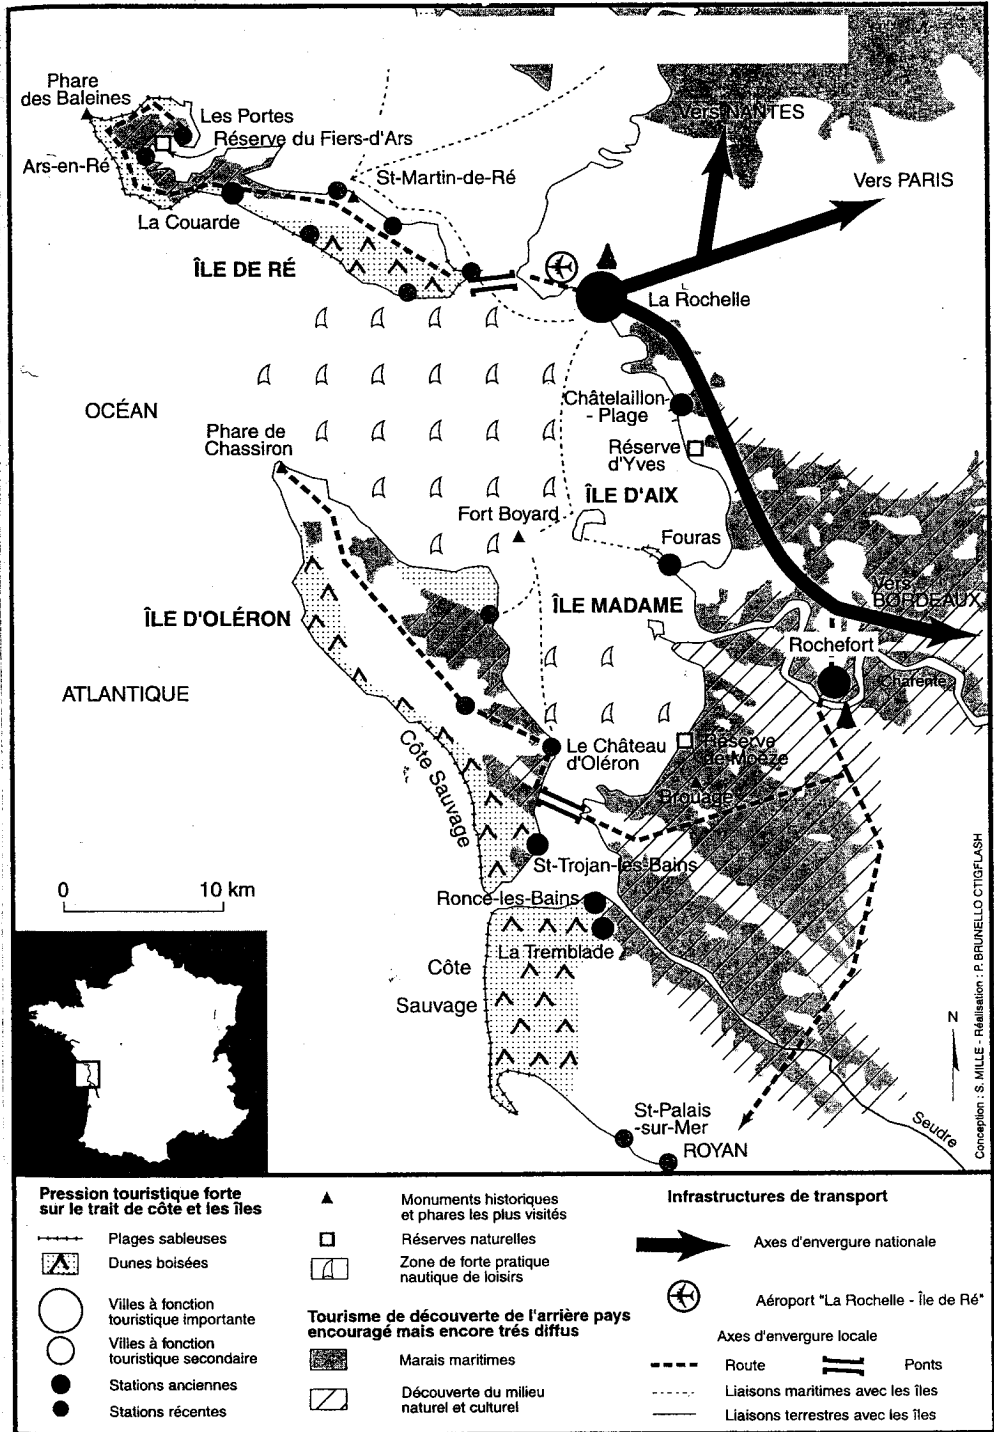 Vers NANTES
Phare
des Baleines
Les Portes
Réserve du Fiers-d'Ars
Ars-en-Ré
St-Martin-de-Ré
Vers PARIS
La Couarde
ÎLE DE RÉ
La Rochelle
Châtelaillon-
- Plage
OCÉAN
Phare de
Chassiron
Réserve
d'Yves
ÎLE D'AIX
Fort Boyard
Fouras
Vers
BORDEAUX
ÎLE MADAME
ÎLE D'OLÉRON
Rochefort
Charente
ATLANTIQUE
Le Château
d'Oléron
Réserve
de Moëze
Côte Sauvage
Brouage
St-Trojan-les-Bains
0 10 km
Ronce-les-Bains
La Tremblade
Côte
Sauvage
N
St-Palais
-sur-Mer
ROYAN
Seudre
Conception : S. MILLE - Réalisation : P. BRUNELLO CTIGFLASH
Pression touristique forte
sur le trait de côte et les îles
Plages sableuses
Dunes boisées
Villes à fonction
touristique importante
Villes à fonction
touristique secondaire
Stations anciennes
Stations récentes
Monuments historiques
et phares les plus visités
Réserves naturelles
Zone de forte pratique
nautique de loisirs
Tourisme de découverte de l'arrière pays
encouragé mais encore trés diffus
Marais maritimes
Découverte du milieu
naturel et culturel
Infrastructures de transport
Axes d'envergure nationale
Aéroport "La Rochelle - Île de Ré"
Axes d'envergure locale
Route
Ponts
Liaisons maritimes avec les îles
Liaisons terrestres avec les îles